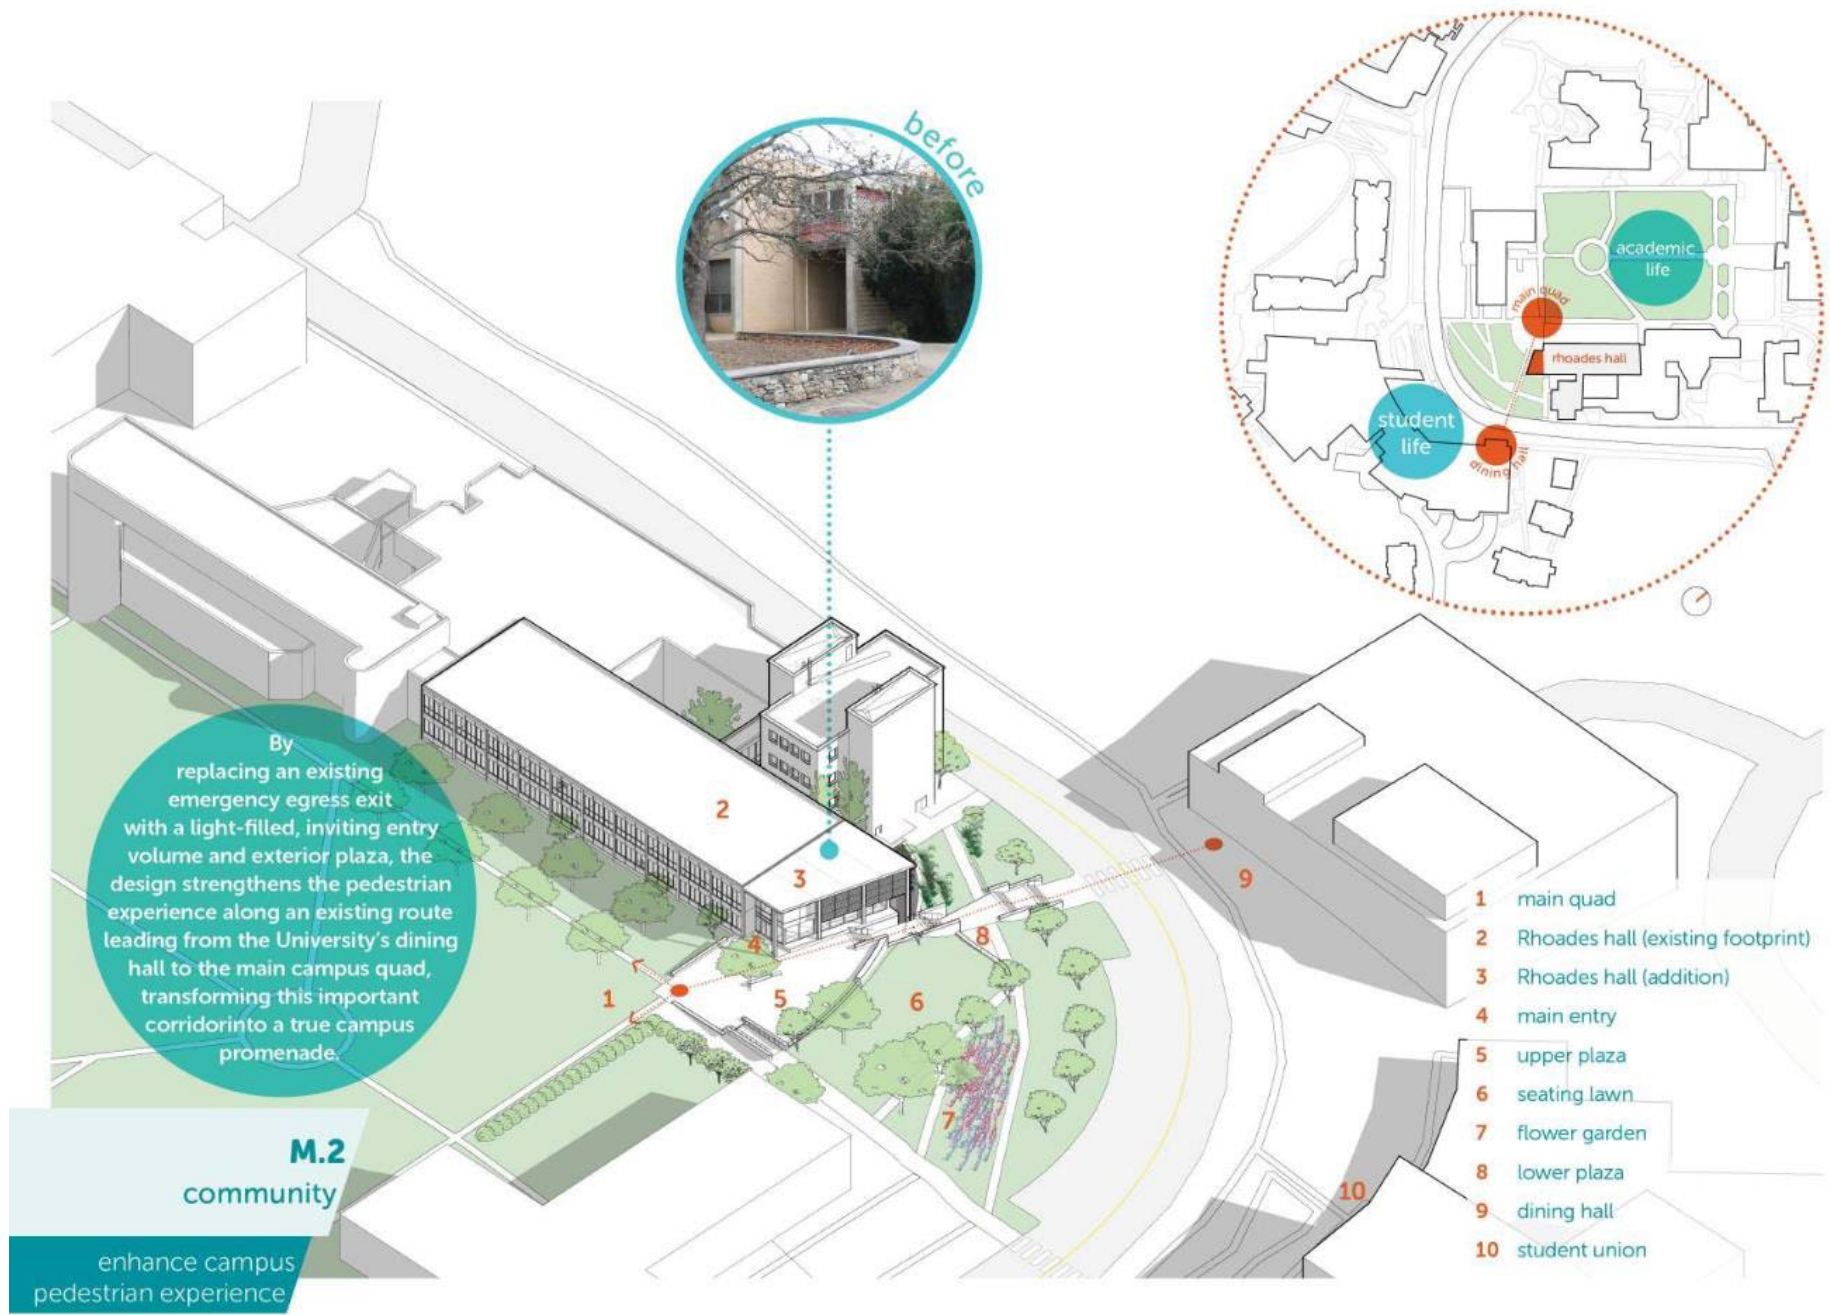 before
academic
life
main quad
rhoades hall
student
life
dining hall
By
replacing an existing
emergency egress exit
with a light-filled, inviting entry
volume and exterior plaza, the
design strengthens the pedestrian
experience along an existing route
leading from the University's dining
hall to the main campus quad,
transforming this important
corridorinto a true campus
promenade.
2
3
4
1
5
6
7
8
9
10
1 main quad
2 Rhoades hall (existing footprint)
3 Rhoades hall (addition)
4 main entry
5 upper plaza
6 seating lawn
7 flower garden
8 lower plaza
9 dining hall
10 student union
M.2
community
enhance campus
pedestrian experience